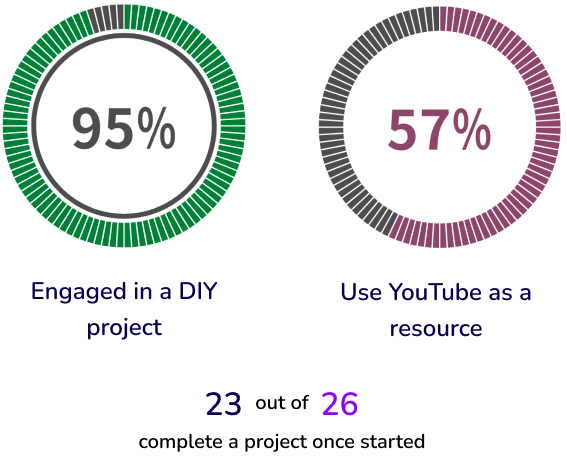 95%
57%
Engaged in a DIY
project
Use YouTube as a
resource
23 out of 26
complete a project once started